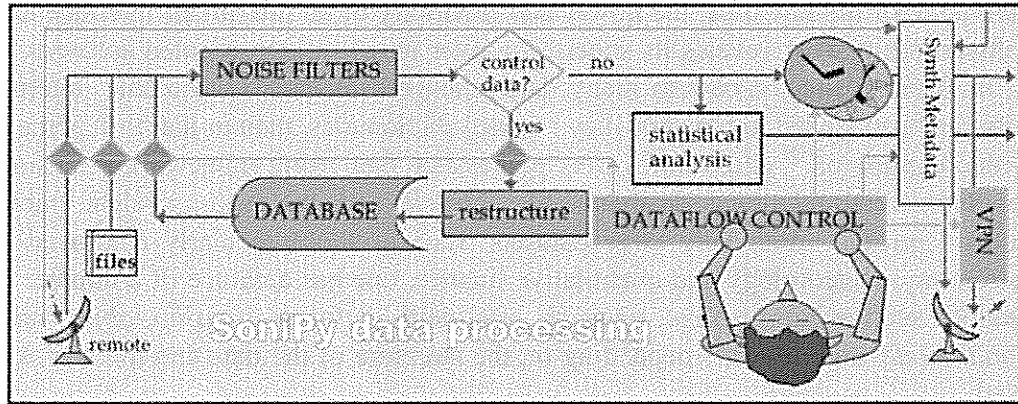 NOISE FILTERS
control
data?
no
yes
statistical
analysis
Synth Metadata
DATABASE
restructure
DATAFLOW CONTROL
VPN
files
remote
SoniPy data processing